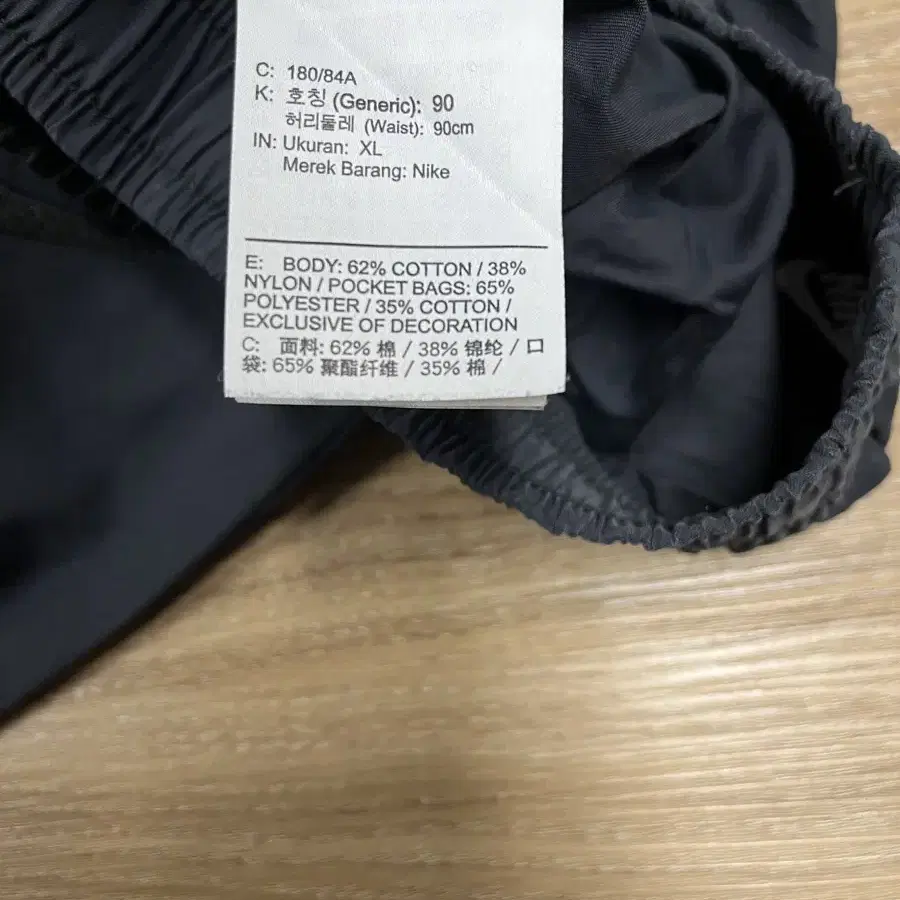 C: 180/84A
K: 호칭 (Generic): 90
허리둘레 (Waist): 90cm
IN: Ukuran: XL
Merek Barang: Nike
E: BODY: 62% COTTON / 38%
NYLON / POCKET BAGS: 65%
POLYESTER / 35% COTTON /
EXCLUSIVE OF DECORATION
C: 面料: 62% 棉 / 38% 锦纶 / 口
袋: 65% 聚酯纤维 / 35% 棉 /